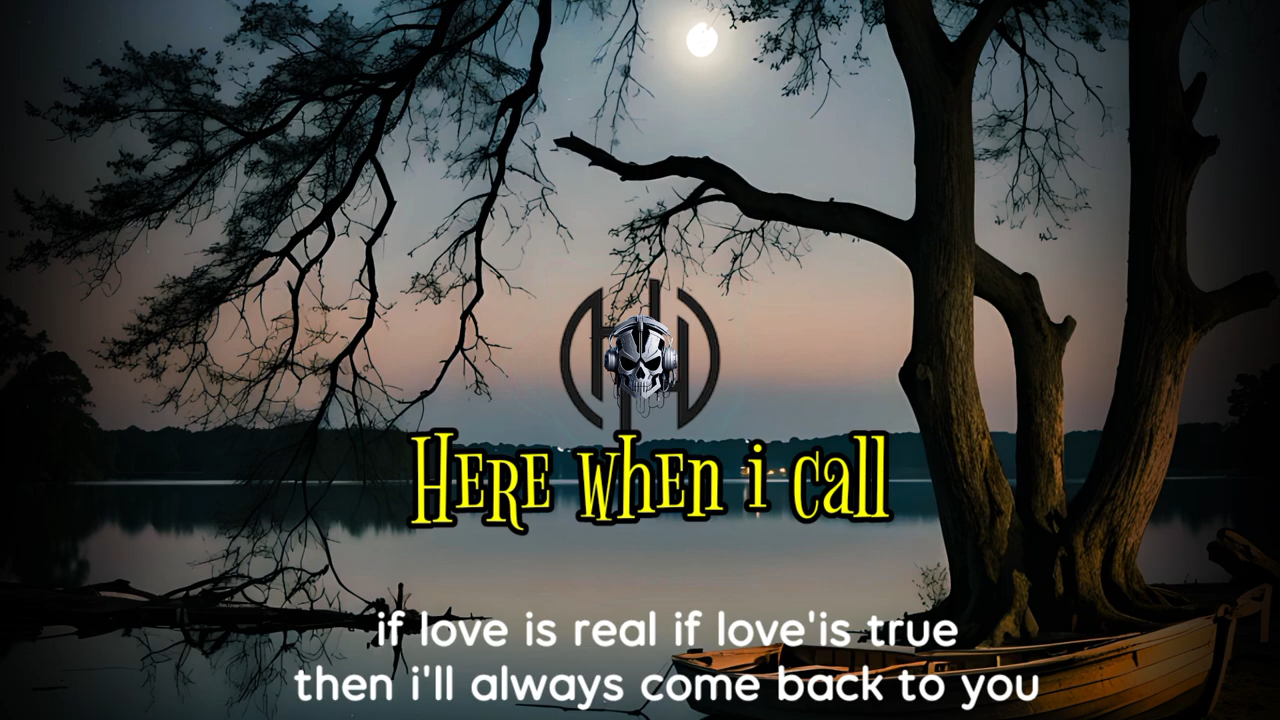 HERE whEn i call
if love is real if love'is true
then i'll always come back to you